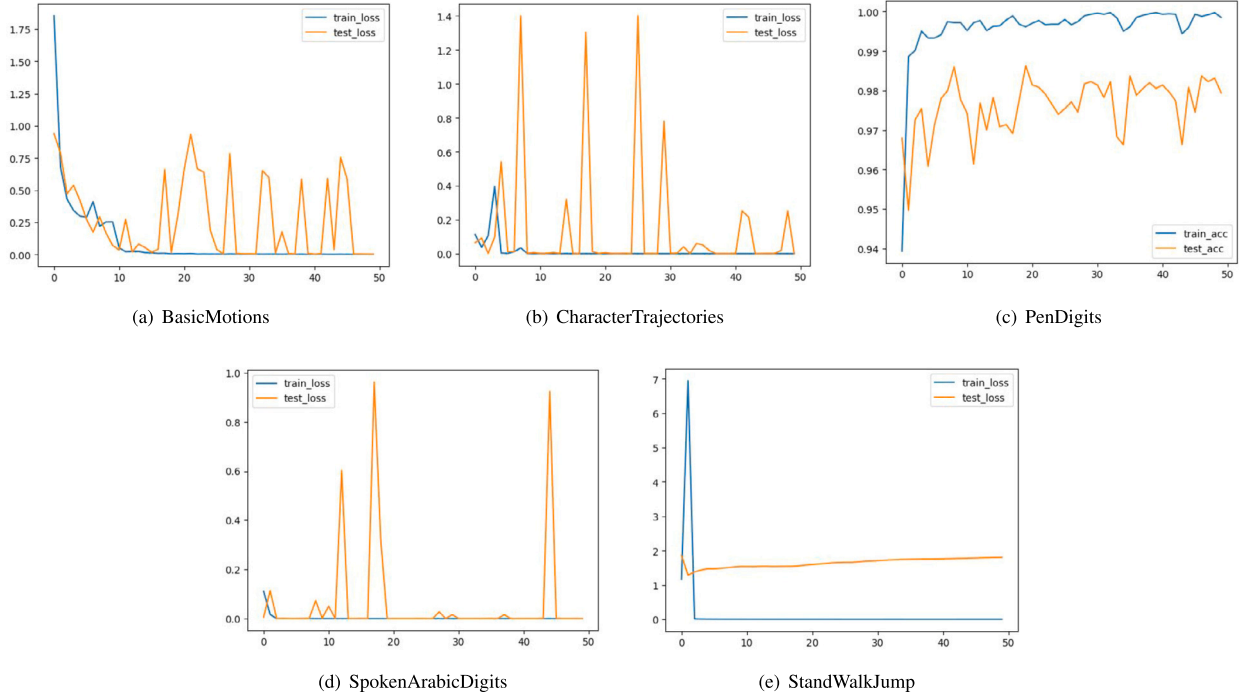 train_loss
test_loss
1.75
1.50
1.25
1.00
0.75
0.50
0.25
0.00
0 10 20 30 40 50
(a) BasicMotions
train_loss
test_loss
1.4
1.2
1.0
0.8
0.6
0.4
0.2
0.0
0 10 20 30 40 50
(b) CharacterTrajectories
1.00
0.99
0.98
0.97
0.96
0.95
0.94
train_acc
test_acc
0 10 20 30 40 50
(c) PenDigits
train_loss
test_loss
1.0
0.8
0.6
0.4
0.2
0.0
0 10 20 30 40 50
(d) SpokenArabicDigits
train_loss
test_loss
7
6
5
4
3
2
1
0
0 10 20 30 40 50
(e) StandWalkJump